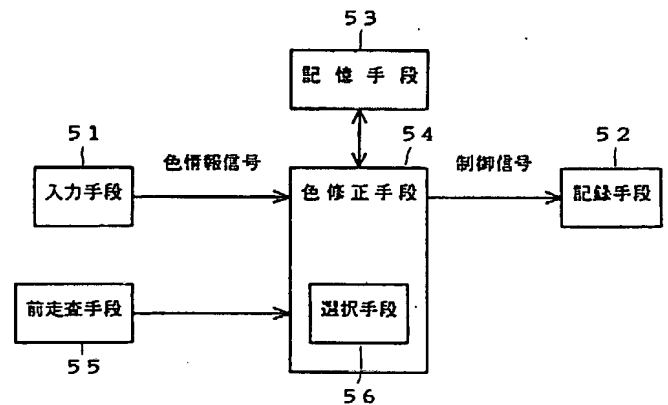 53
記憶手段
51
54
52
色情報信号
制御信号
入力手段
色修正手段
記録手段
前走査手段
選択手段
55
56